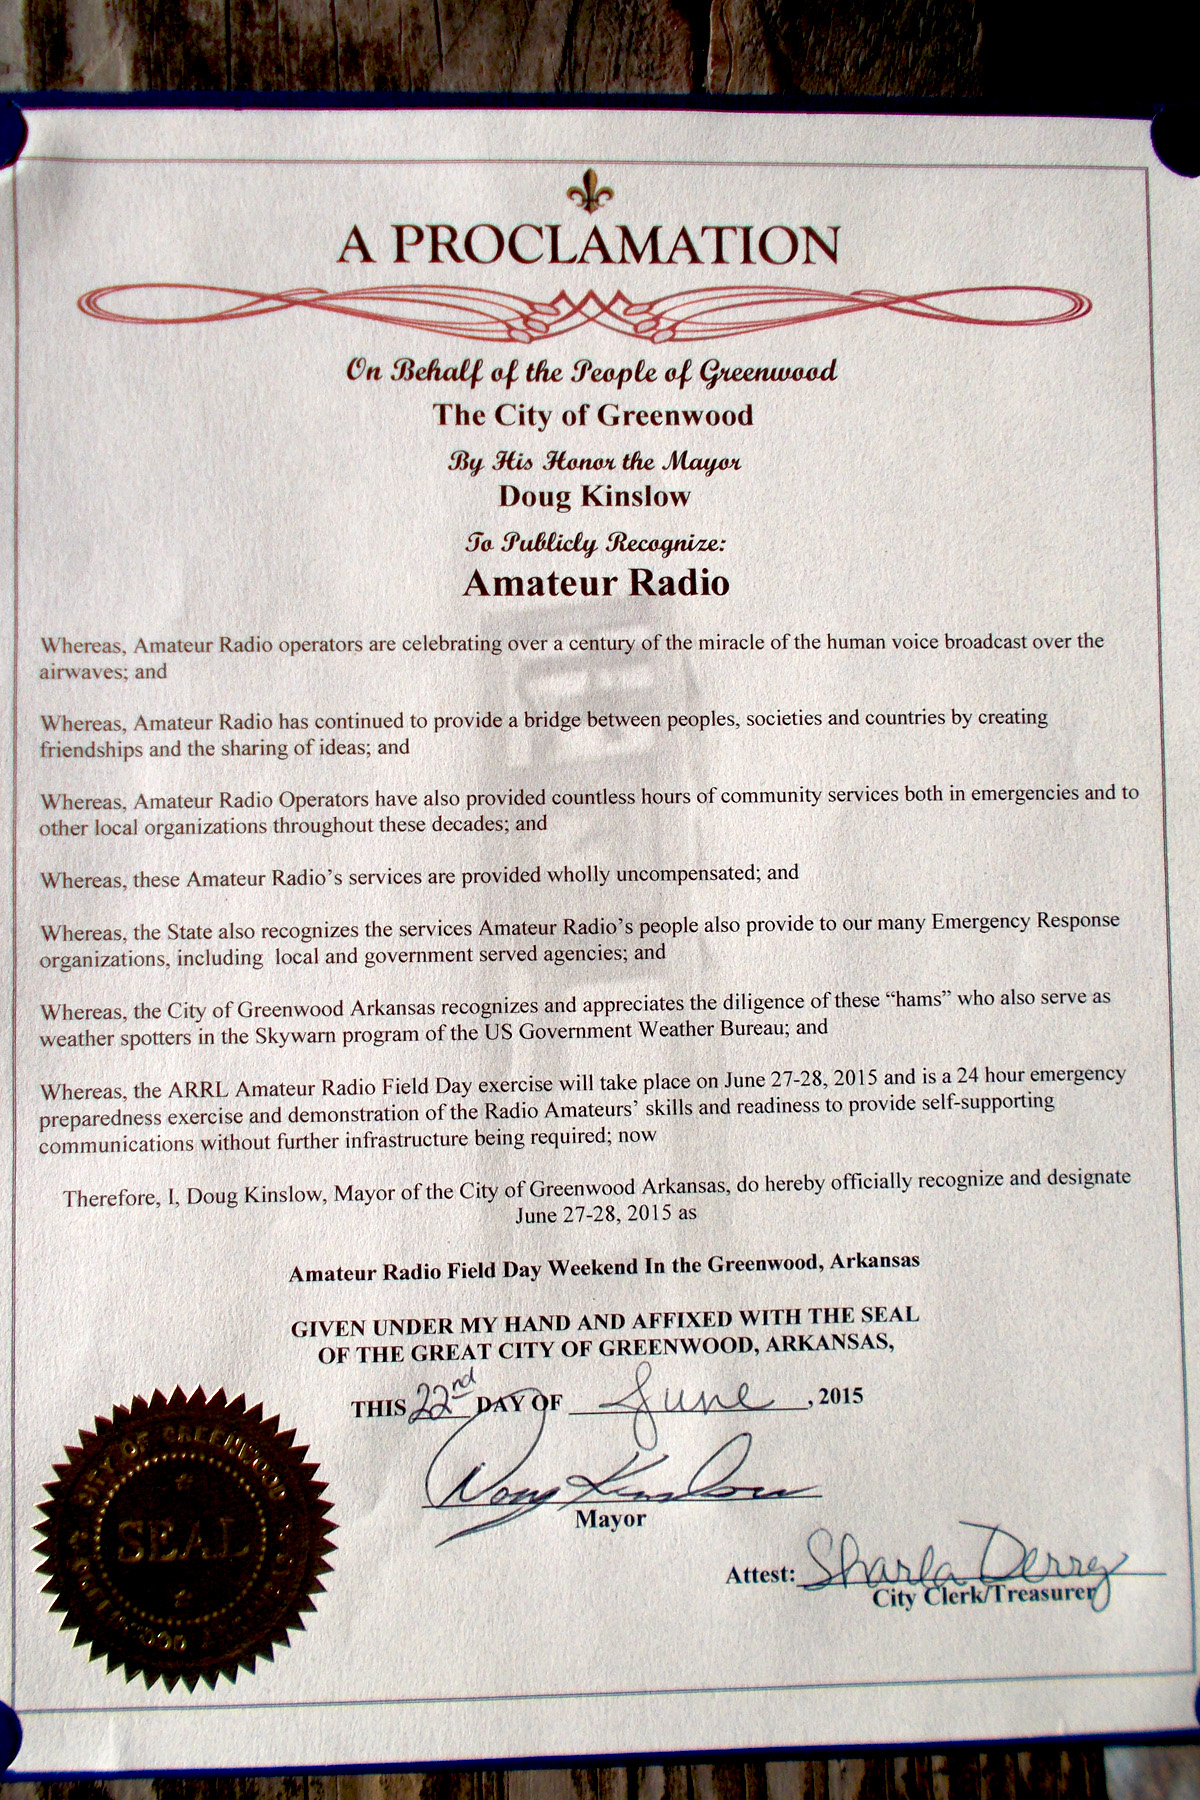 A PROCLAMATION
On Behalf of the People of Greenwood
The City of Greenwood
By His Honor the Mayor
Doug Kinslow
To Publicly Recognize:
Amateur Radio
Whereas, Amateur Radio operators are celebrating over a century of the miracle of the human voice broadcast over the
airwaves; and
Whereas, Amateur Radio has continued to provide a bridge between peoples, societies and countries by creating
friendships and the sharing of ideas; and
Whereas, Amateur Radio Operators have also provided countless hours of community services both in emergencies and to
other local organizations throughout these decades; and
Whereas, these Amateur Radio’s services are provided wholly uncompensated; and
Whereas, the State also recognizes the services Amateur Radio’s people also provide to our many Emergency Response
organizations, including local and government served agencies; and
Whereas, the City of Greenwood Arkansas recognizes and appreciates the diligence of these “hams” who also serve as
weather spotters in the Skywarn program of the US Government Weather Bureau; and
Whereas, the ARRL Amateur Radio Field Day exercise will take place on June 27-28, 2015 and is a 24 hour emergency
preparedness exercise and demonstration of the Radio Amateurs’ skills and readiness to provide self-supporting
communications without further infrastructure being required; now
Therefore, I, Doug Kinslow, Mayor of the City of Greenwood Arkansas, do hereby officially recognize and designate
June 27-28, 2015 as
Amateur Radio Field Day Weekend In the Greenwood, Arkansas
GIVEN UNDER MY HAND AND AFFIXED WITH THE SEAL
OF THE GREAT CITY OF GREENWOOD, ARKANSAS,
THIS 22nd DAY OF June, 2015
Doug Kinslow
Mayor
Attest: Sharla Derry
City Clerk/Treasurer
CITY OF GREENWOOD
SEAL